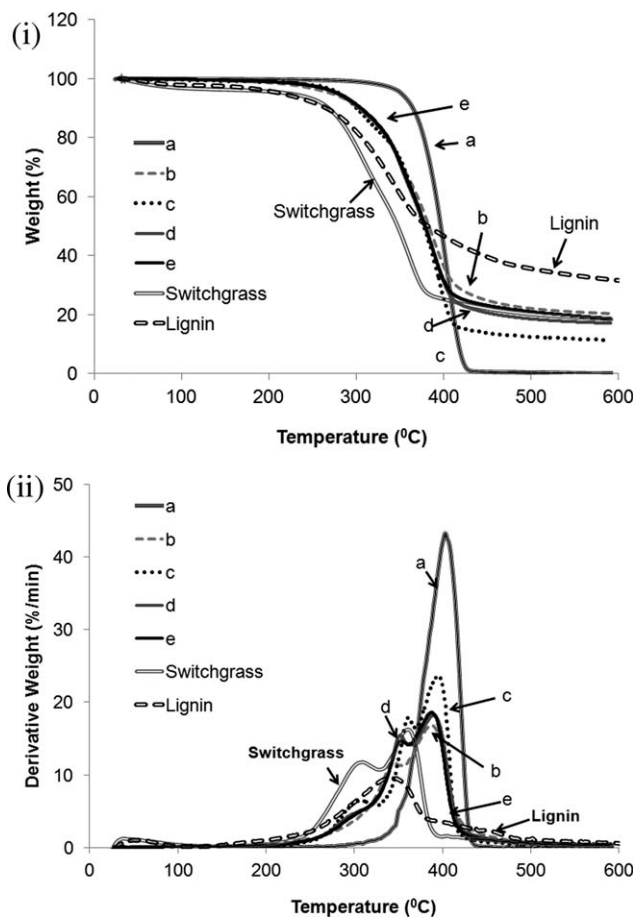 (i)
120
100
80
60
40
20
0
Weight (%)
a
b
c
d
e
Switchgrass
Lignin
e
a
Switchgrass
b
Lignin
d
c
0 100 200 300 400 500 600
Temperature (⁰C)
(ii)
50
40
30
20
10
0
Derivative Weight (%/min)
a
b
c
d
e
Switchgrass
Lignin
a
d
c
Switchgrass
b
e
Lignin
0 100 200 300 400 500 600
Temperature (⁰C)